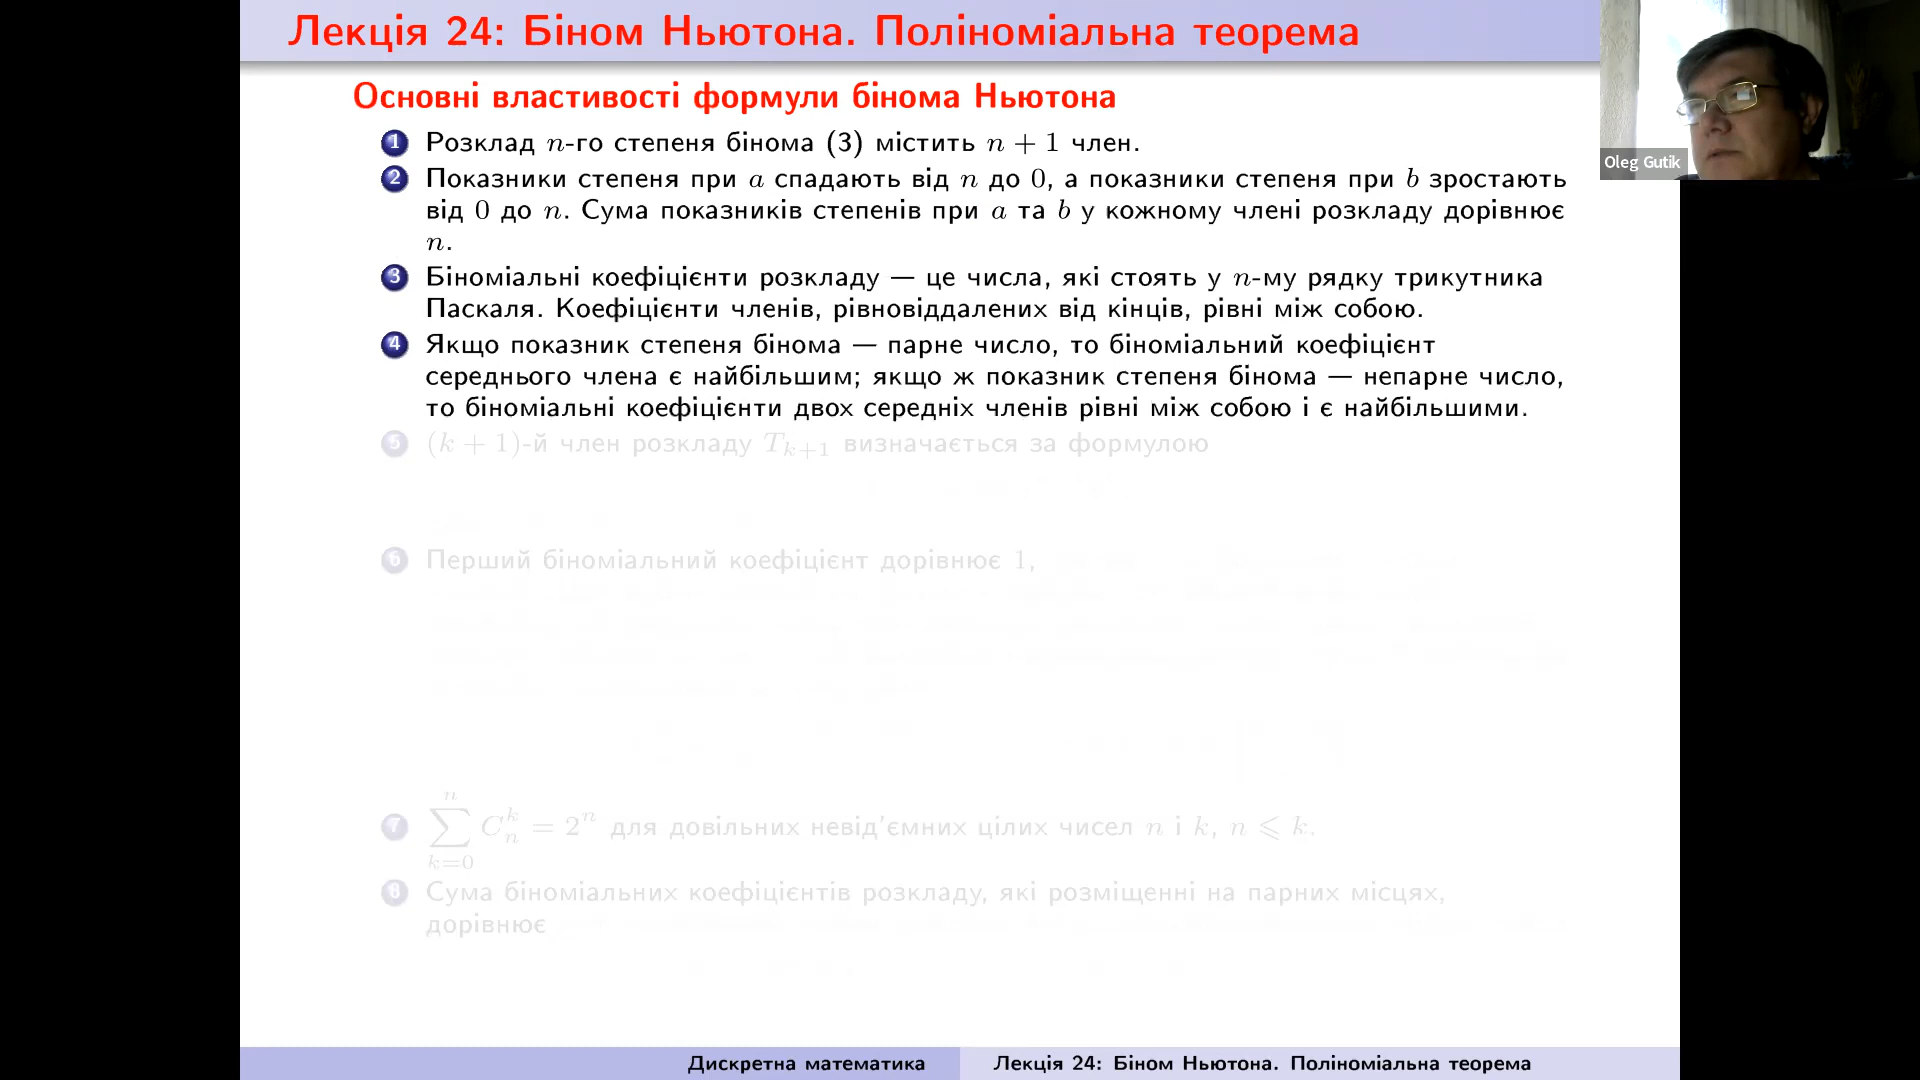 Лекція 24: Біном Ньютона. Поліноміальна теорема
Oleg Gutik
Основні властивості формули бінома Ньютона
1 Розклад n-го степеня бінома (3) містить n + 1 член.
2 Показники степеня при a спадають від n до 0, а показники степеня при b зростають
від 0 до n. Сума показників степенів при a та b у кожному члені розкладу дорівнює
n.
3 Біноміальні коефіцієнти розкладу — це числа, які стоять у n-му рядку трикутника
Паскаля. Коефіцієнти членів, рівновіддалених від кінців, рівні між собою.
4 Якщо показник степеня бінома — парне число, то біноміальний коефіцієнт
середнього члена є найбільшим; якщо ж показник степеня бінома — непарне число,
то біноміальні коефіцієнти двох середніх членів рівні між собою і є найбільшими.
5 (k + 1)-й член розкладу T_{k+1} визначається за формулою
6 Перший біноміальний коефіцієнт дорівнює 1,
7 \sum_{k=0}^{n} C_n^k = 2^n для довільних невід'ємних цілих чисел n і k, n ⩽ k.
8 Сума біноміальних коефіцієнтів розкладу, які розміщенні на парних місцях,
дорівнює
Дискретна математика
Лекція 24: Біном Ньютона. Поліноміальна теорема